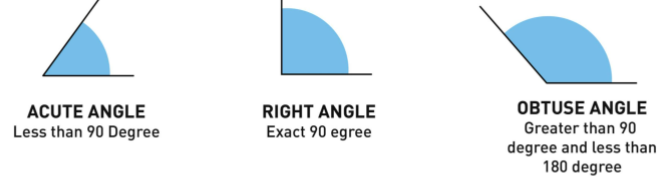 ACUTE ANGLE
Less than 90 Degree
RIGHT ANGLE
Exact 90 egree
OBTUSE ANGLE
Greater than 90
degree and less than
180 degree